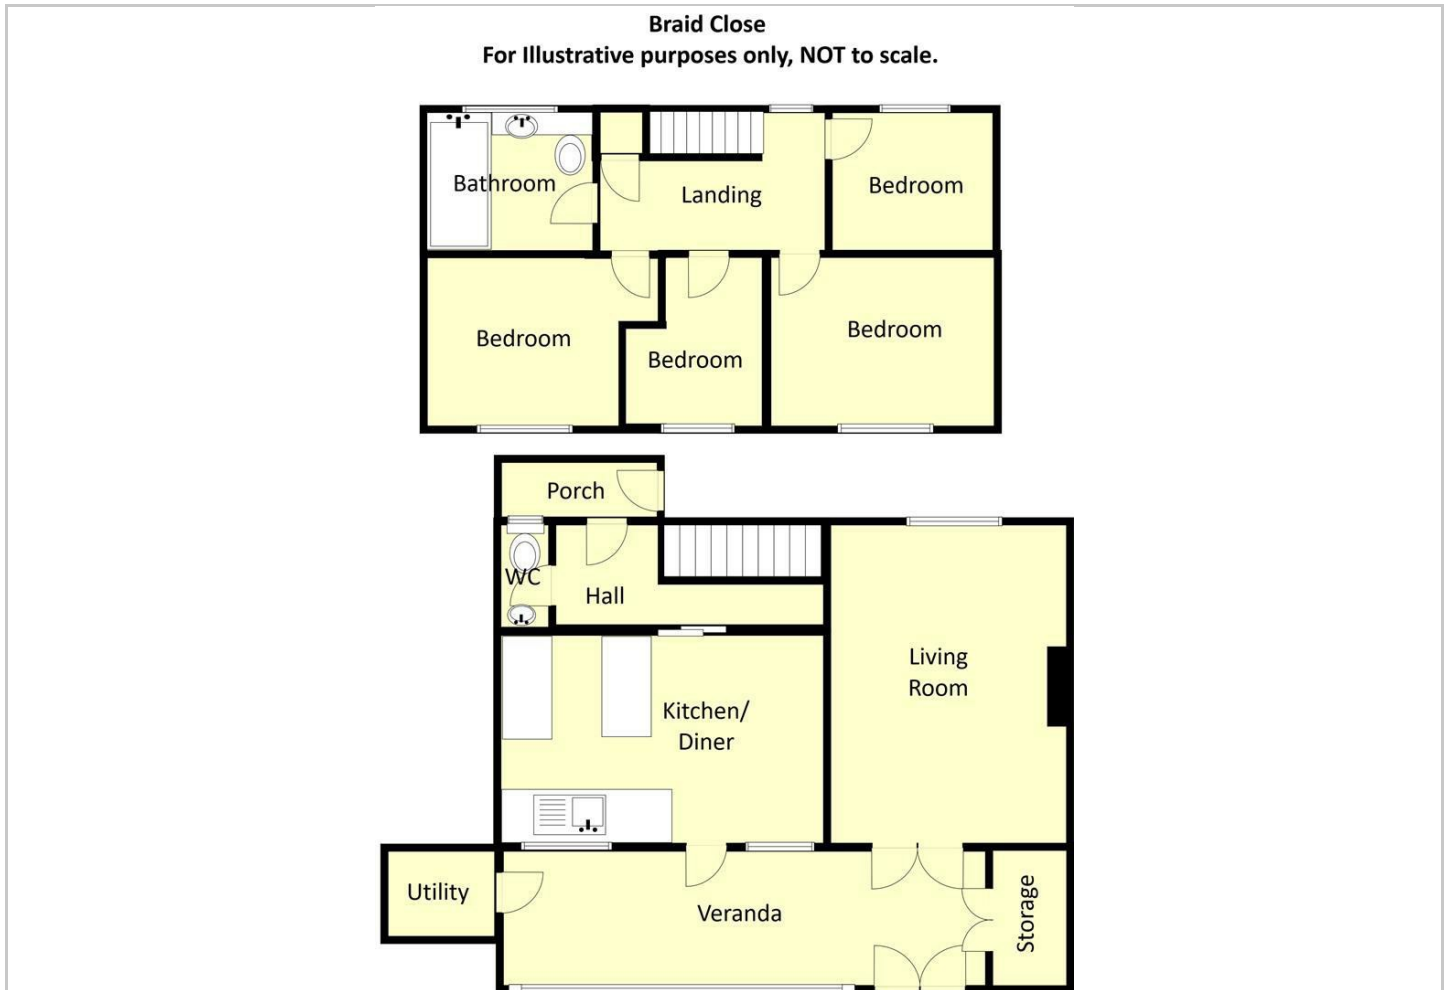 Braid Close
For Illustrative purposes only, NOT to scale.
Bathroom
Landing
Bedroom
Bedroom
Bedroom
Bedroom
Porch
WC
Hall
Living
Room
Kitchen/
Diner
Utility
Veranda
Storage